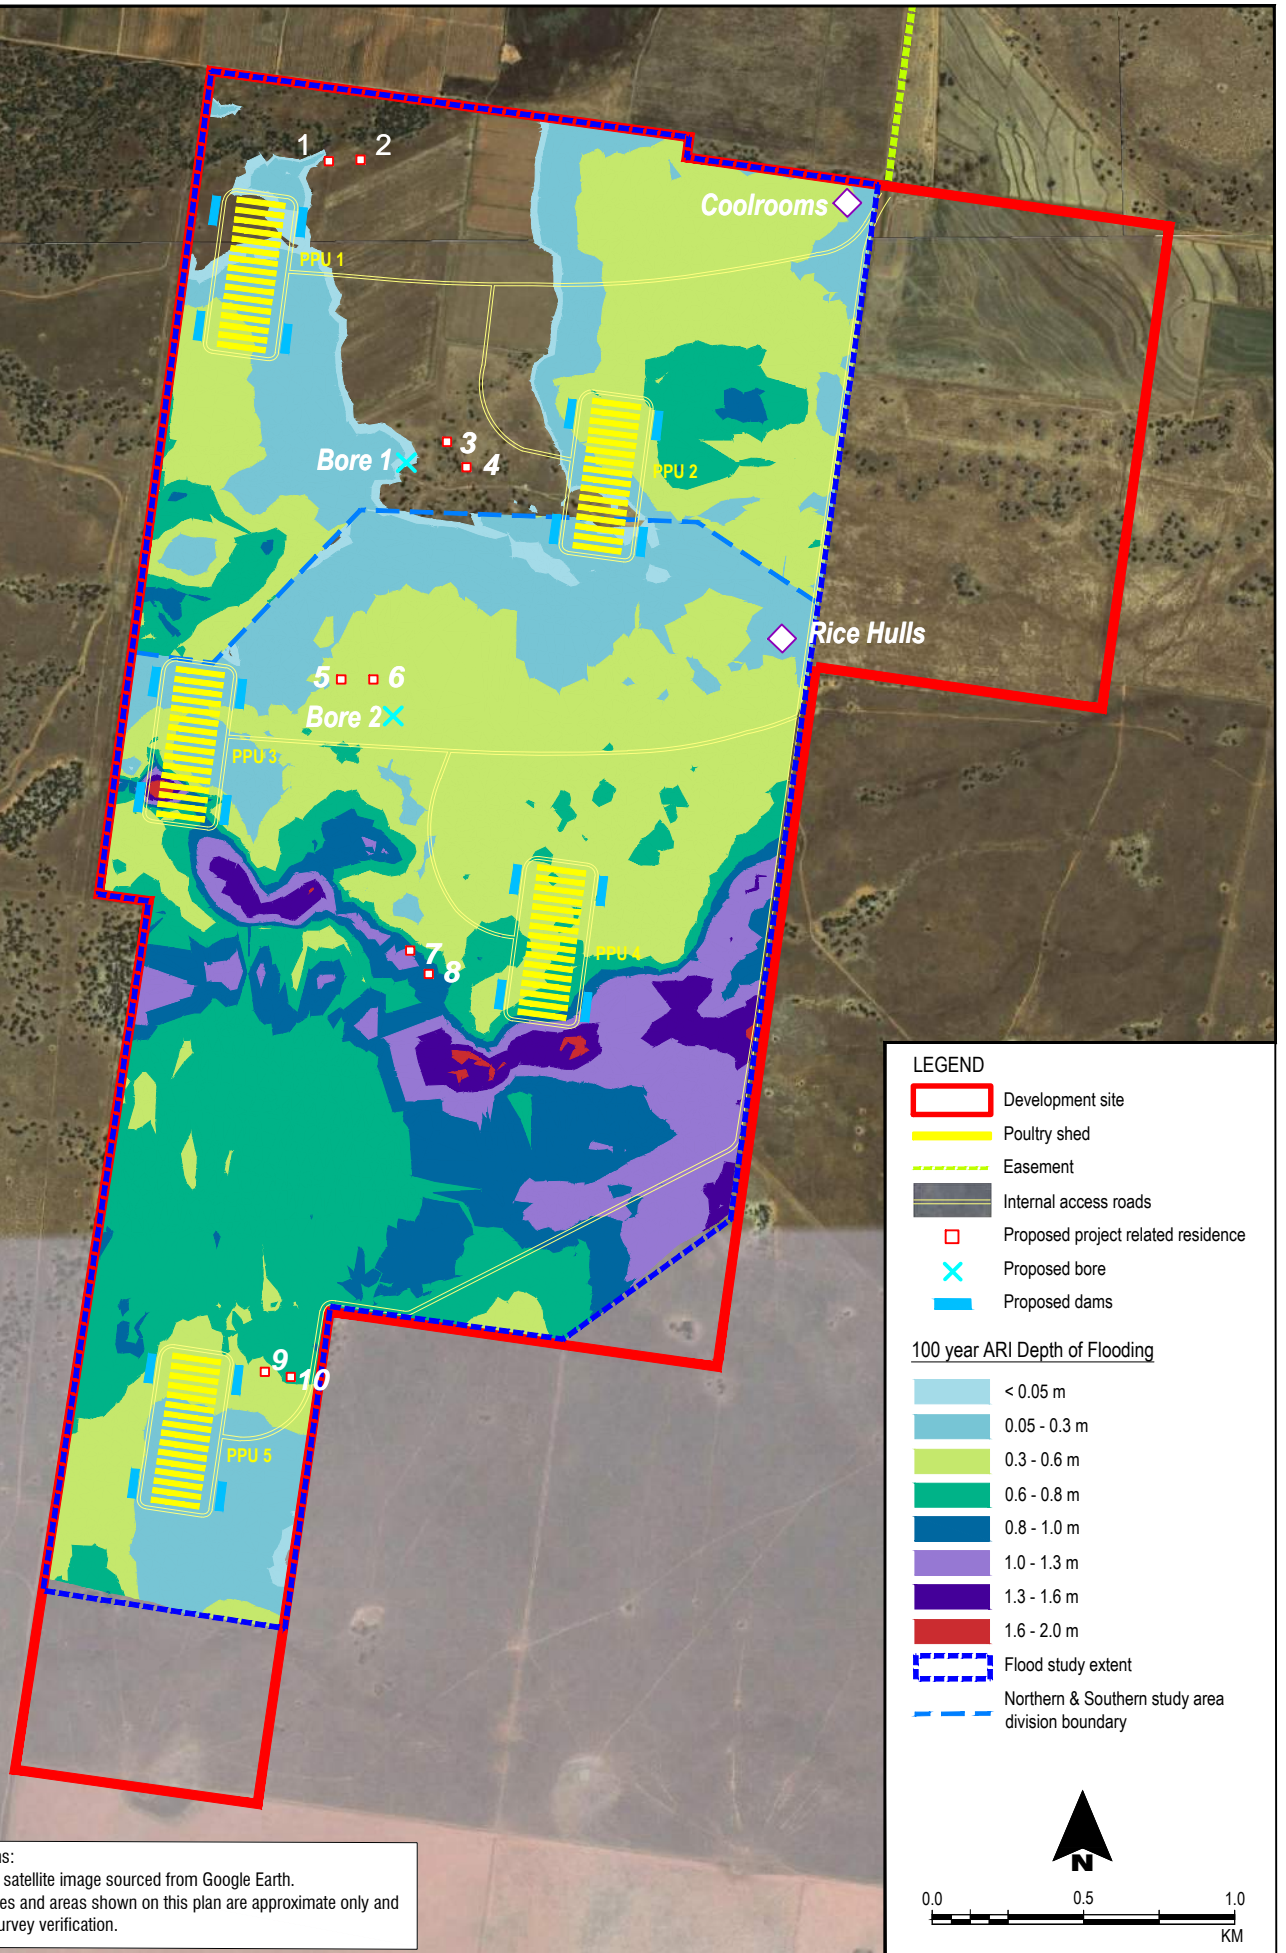 1
2
Coolrooms
PPU 1
3
Bore 1
4
PPU 2
Rice Hulls
5
6
Bore 2
PPU 3
7
PPU 4
8
9
10
PPU 5
LEGEND
Development site
Poultry shed
Easement
Internal access roads
Proposed project related residence
Proposed bore
Proposed dams
100 year ARI Depth of Flooding
< 0.05 m
0.05 - 0.3 m
0.3 - 0.6 m
0.6 - 0.8 m
0.8 - 1.0 m
1.0 - 1.3 m
1.3 - 1.6 m
1.6 - 2.0 m
Flood study extent
Northern & Southern study area
division boundary
N
0.0 0.5 1.0
KM
satellite image sourced from Google Earth.
and areas shown on this plan are approximate only and
verification.